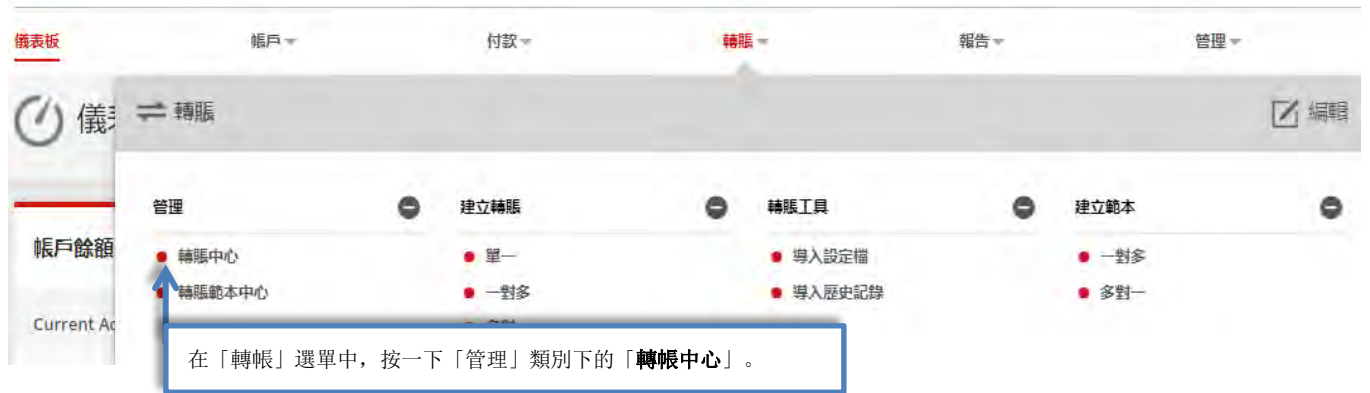 儀表板 帳戶 付款 轉賬 報告 管理
儀
轉賬 編輯
管理 建立轉賬 轉賬工具 建立範本
帳戶餘額
轉賬中心 單一 導入設定檔 一對多
轉賬範本中心 一對多 導入歷史記錄 多對一
Current Ac
在「轉帳」選單中，按一下「管理」類別下的「轉帳中心」。